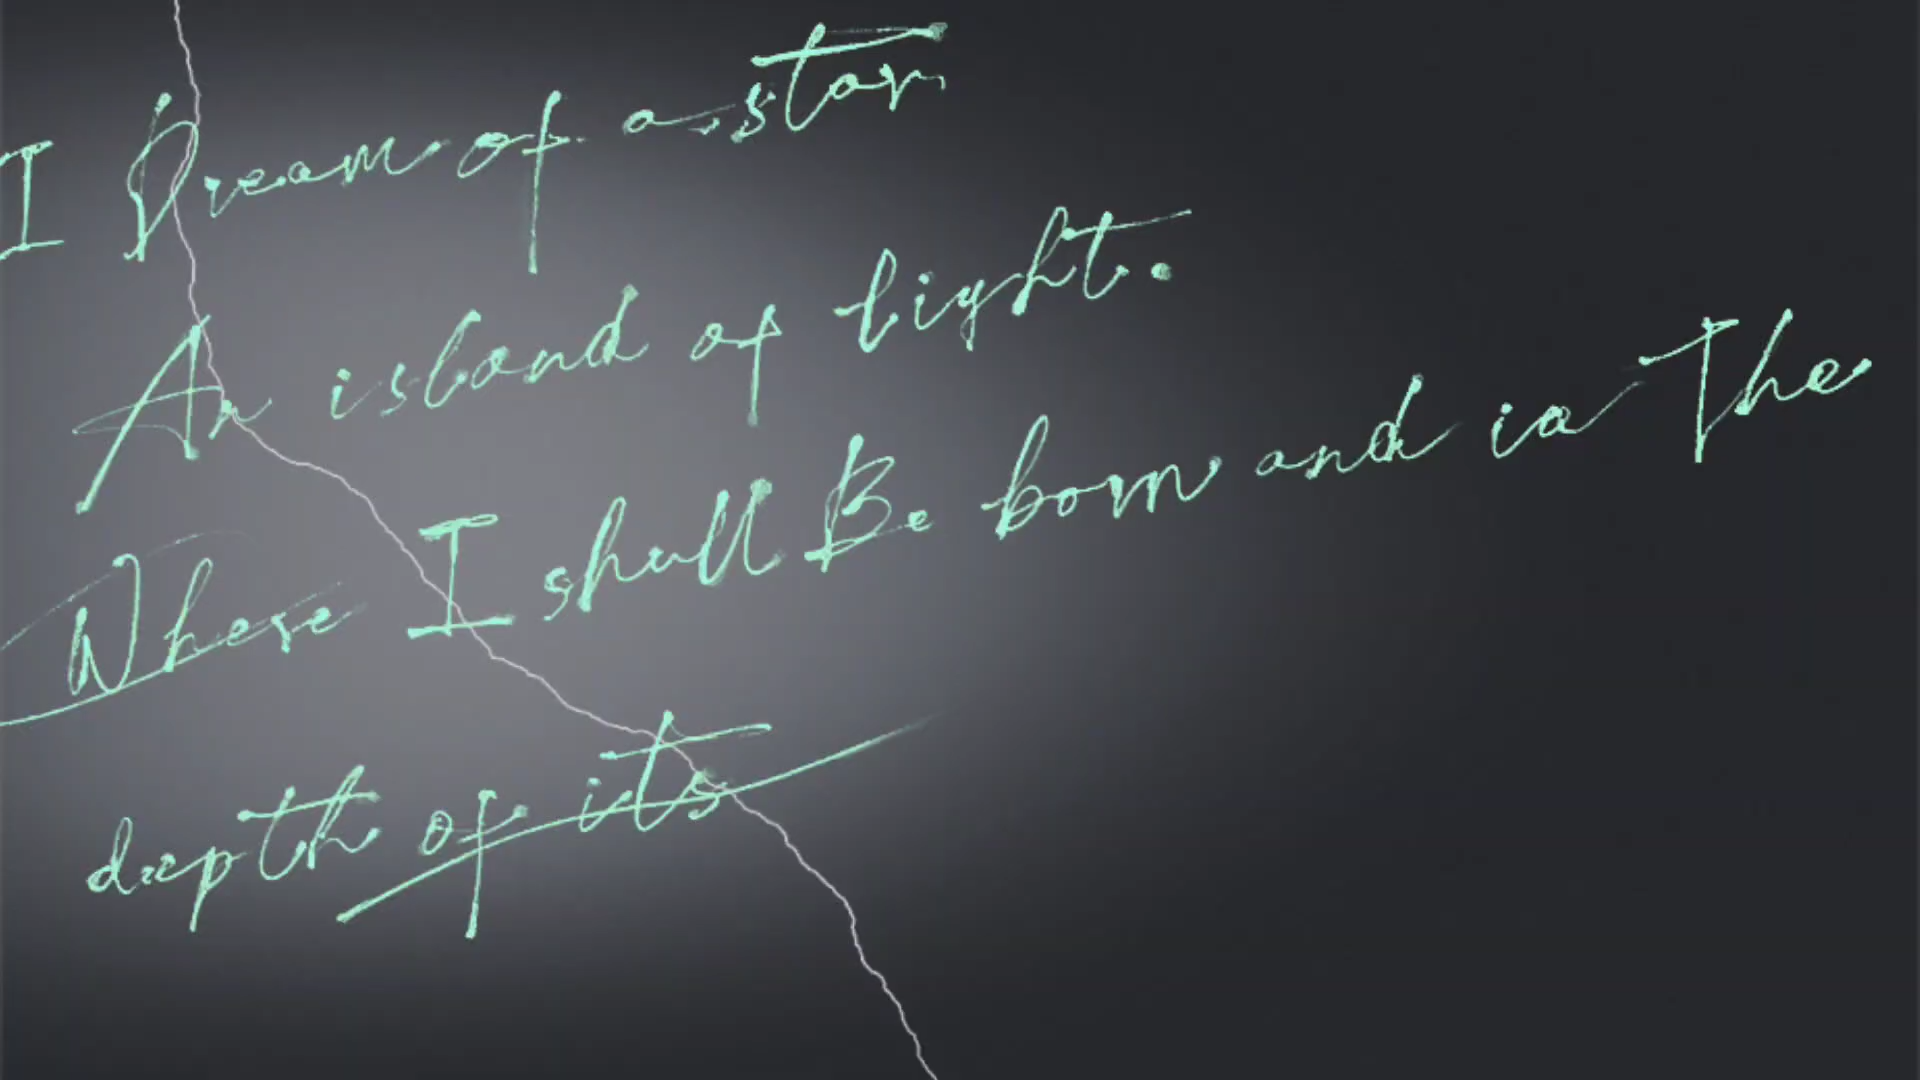 I Dream of a star
An island of light.
Where I shall Be born and in The
depth of its